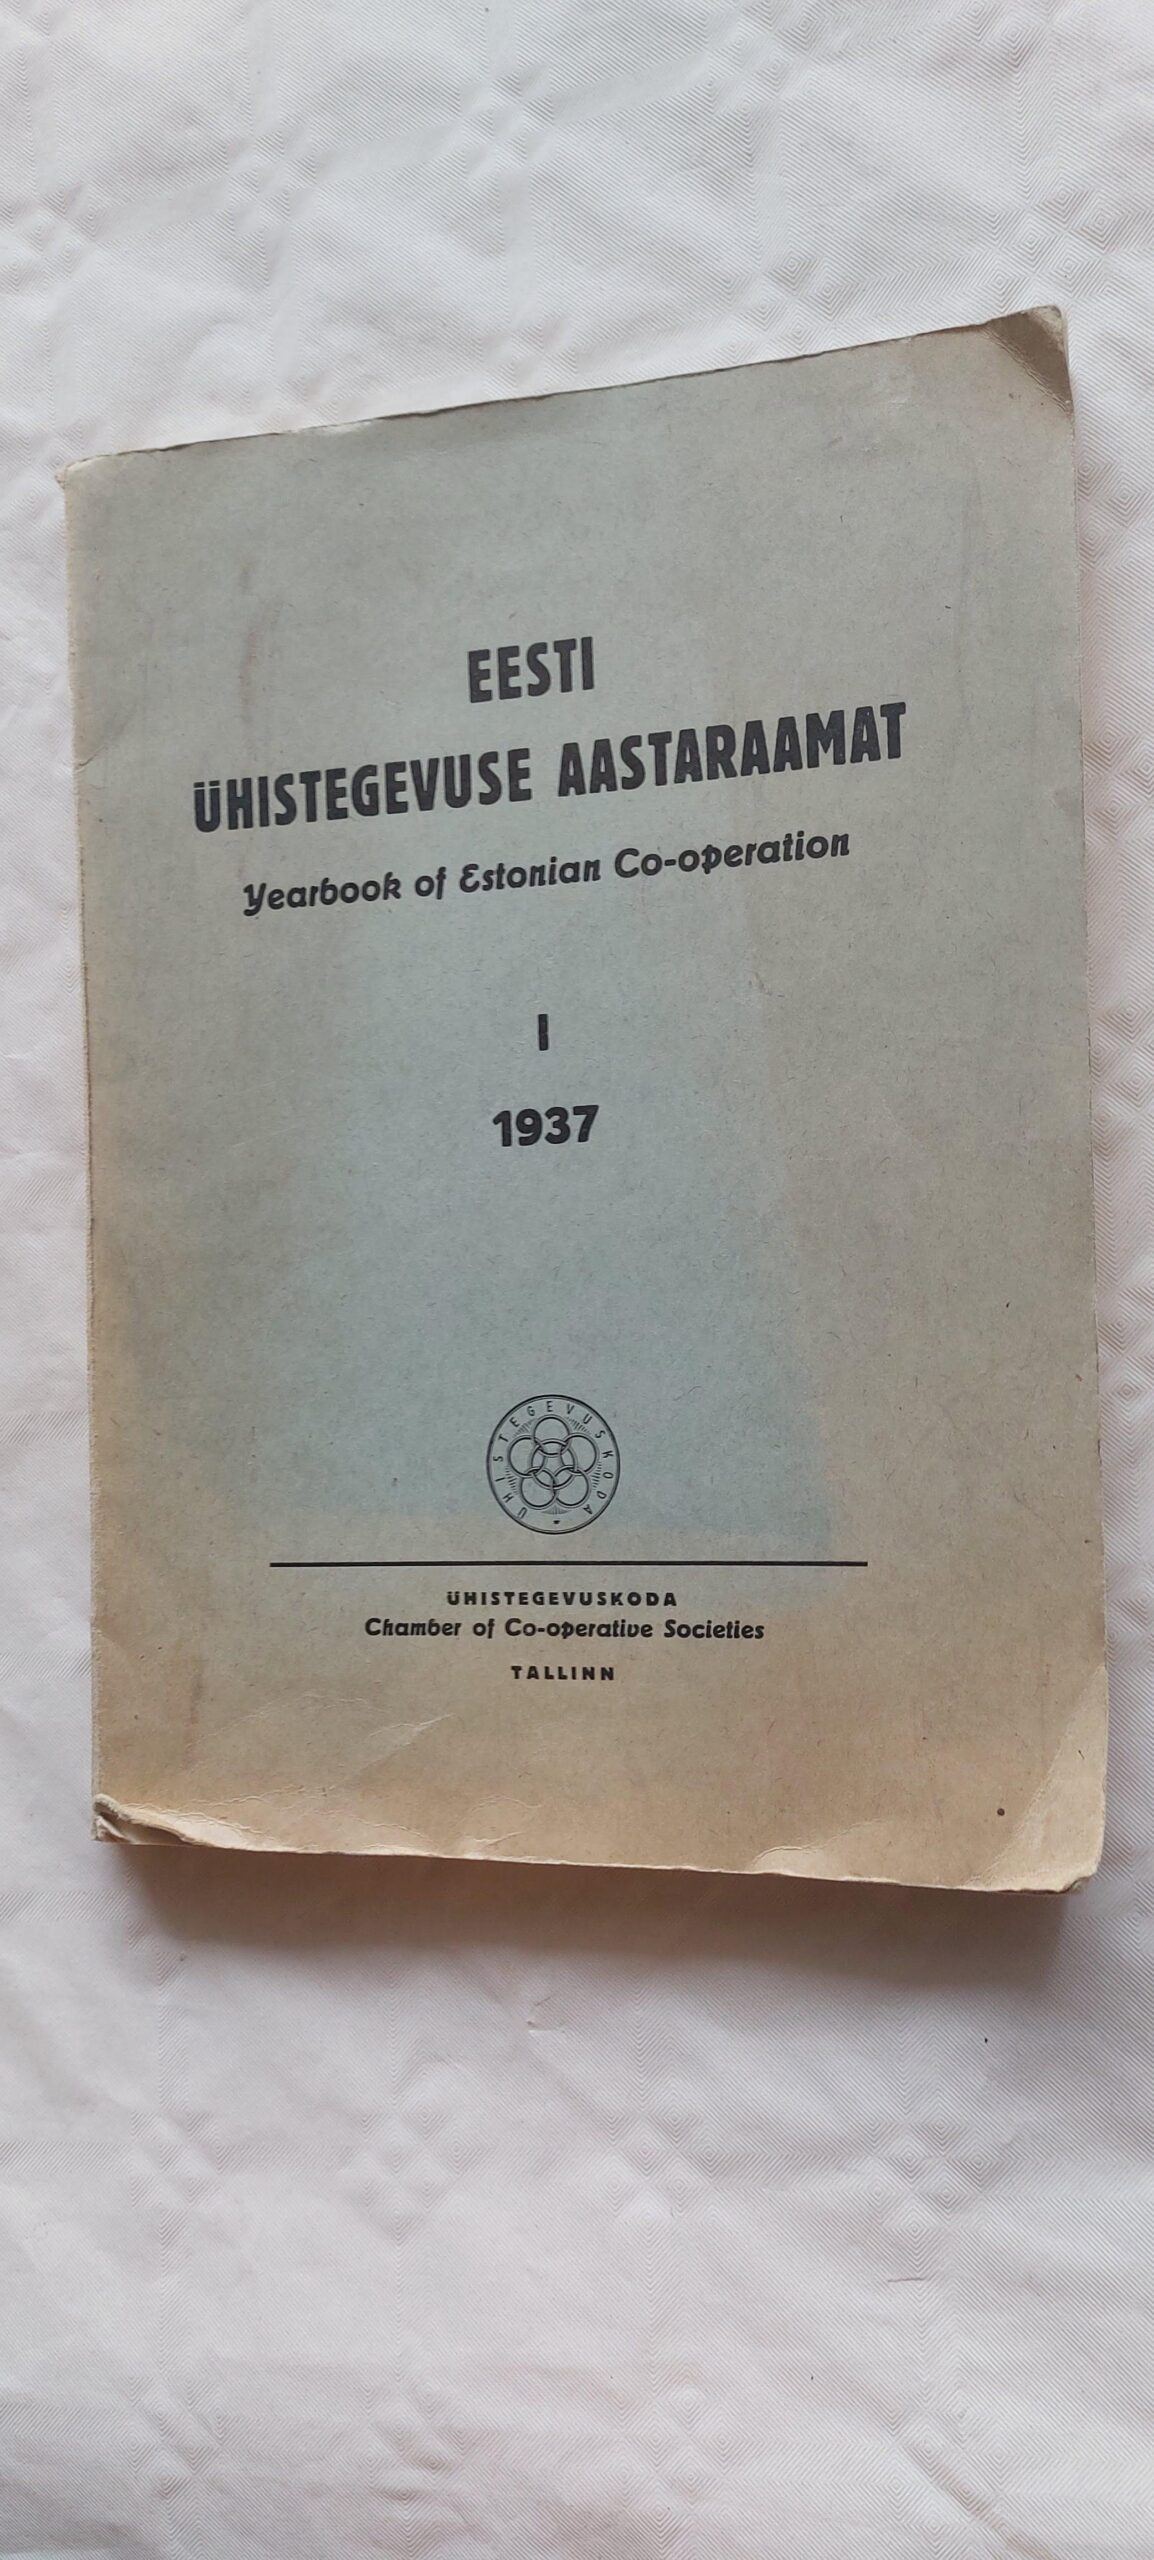 EESTI
ÜHISTEGEVUSE AASTARAAMAT
Yearbook of Estonian Co-operation
I
1937
ÜHISTEGEVUSKODA
ÜHISTEGEVUSKODA
Chamber of Co-operative Societies
TALLINN